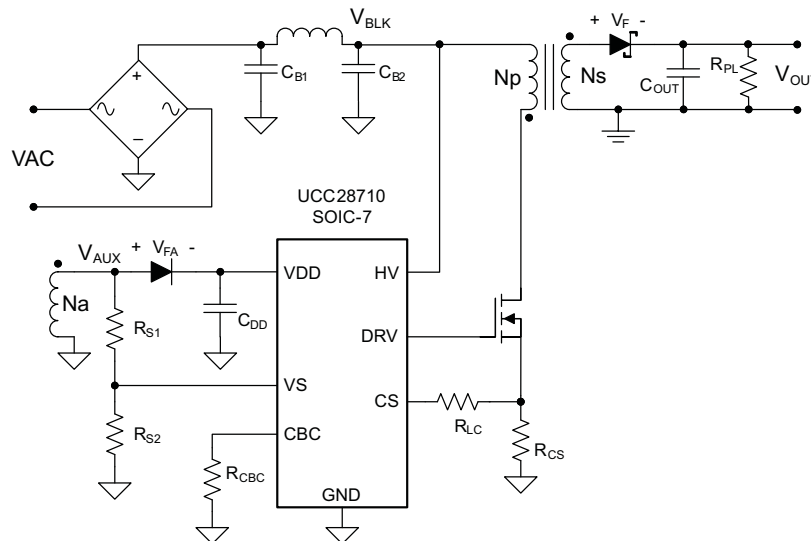 V_BLK
+ V_F -
C_B1
C_B2
Np
Ns
C_OUT
R_PL
V_OUT
+
−
VAC
UCC28710
SOIC-7
V_AUX
+ V_FA -
VDD
HV
Na
R_S1
C_DD
DRV
VS
CS
R_LC
R_S2
CBC
R_CS
R_CBC
GND